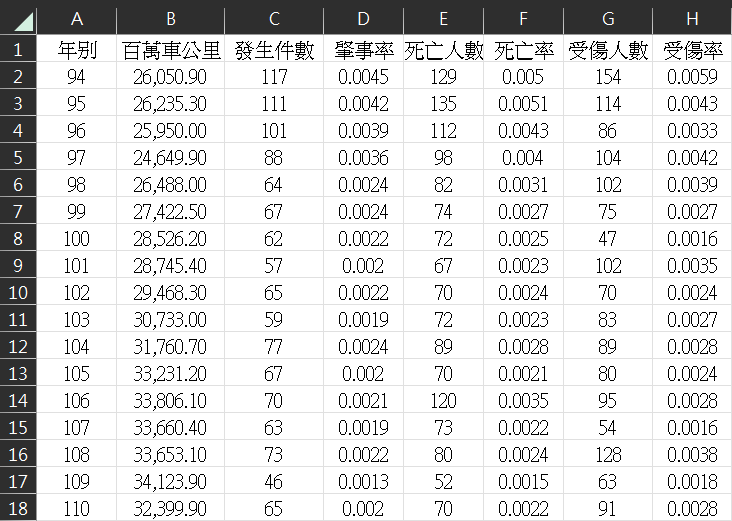 A B C D E F G H
1 年別 百萬車公里 發生件數 肇事率 死亡人數 死亡率 受傷人數 受傷率
2 94 26,050.90 117 0.0045 129 0.005 154 0.0059
3 95 26,235.30 111 0.0042 135 0.0051 114 0.0043
4 96 25,950.00 101 0.0039 112 0.0043 86 0.0033
5 97 24,649.90 88 0.0036 98 0.004 104 0.0042
6 98 26,488.00 64 0.0024 82 0.0031 102 0.0039
7 99 27,422.50 67 0.0024 74 0.0027 75 0.0027
8 100 28,526.20 62 0.0022 72 0.0025 47 0.0016
9 101 28,745.40 57 0.002 67 0.0023 102 0.0035
10 102 29,468.30 65 0.0022 70 0.0024 70 0.0024
11 103 30,733.00 59 0.0019 72 0.0023 83 0.0027
12 104 31,760.70 77 0.0024 89 0.0028 89 0.0028
13 105 33,231.20 67 0.002 70 0.0021 80 0.0024
14 106 33,806.10 70 0.0021 120 0.0035 95 0.0028
15 107 33,660.40 63 0.0019 73 0.0022 54 0.0016
16 108 33,653.10 73 0.0022 80 0.0024 128 0.0038
17 109 34,123.90 46 0.0013 52 0.0015 63 0.0018
18 110 32,399.90 65 0.002 70 0.0022 91 0.0028